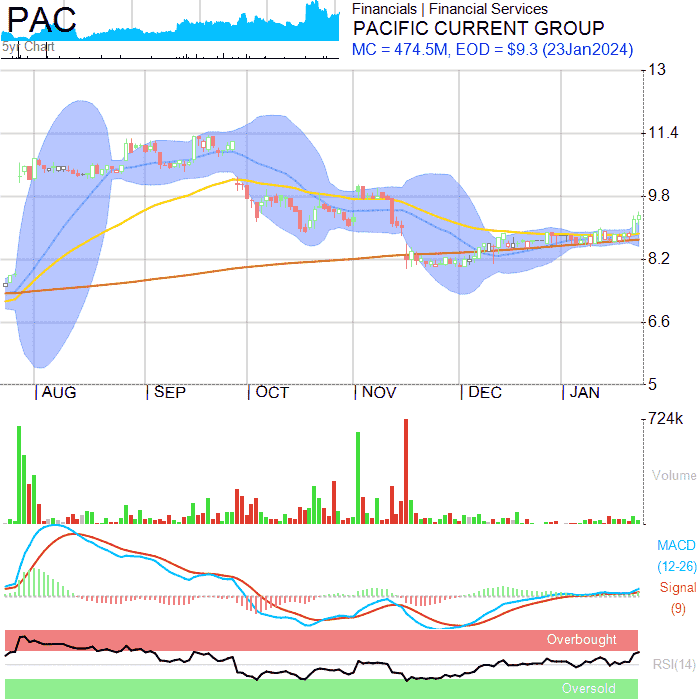 PAC
5yr Chart
Financials | Financial Services
PACIFIC CURRENT GROUP
MC = 474.5M, EOD = $9.3 (23Jan2024)
13
11.4
9.8
8.2
6.6
5
| AUG | SEP | OCT | NOV | DEC | JAN
724k
Volume
MACD
(12-26)
Signal
(9)
Overbought
RSI(14)
Oversold